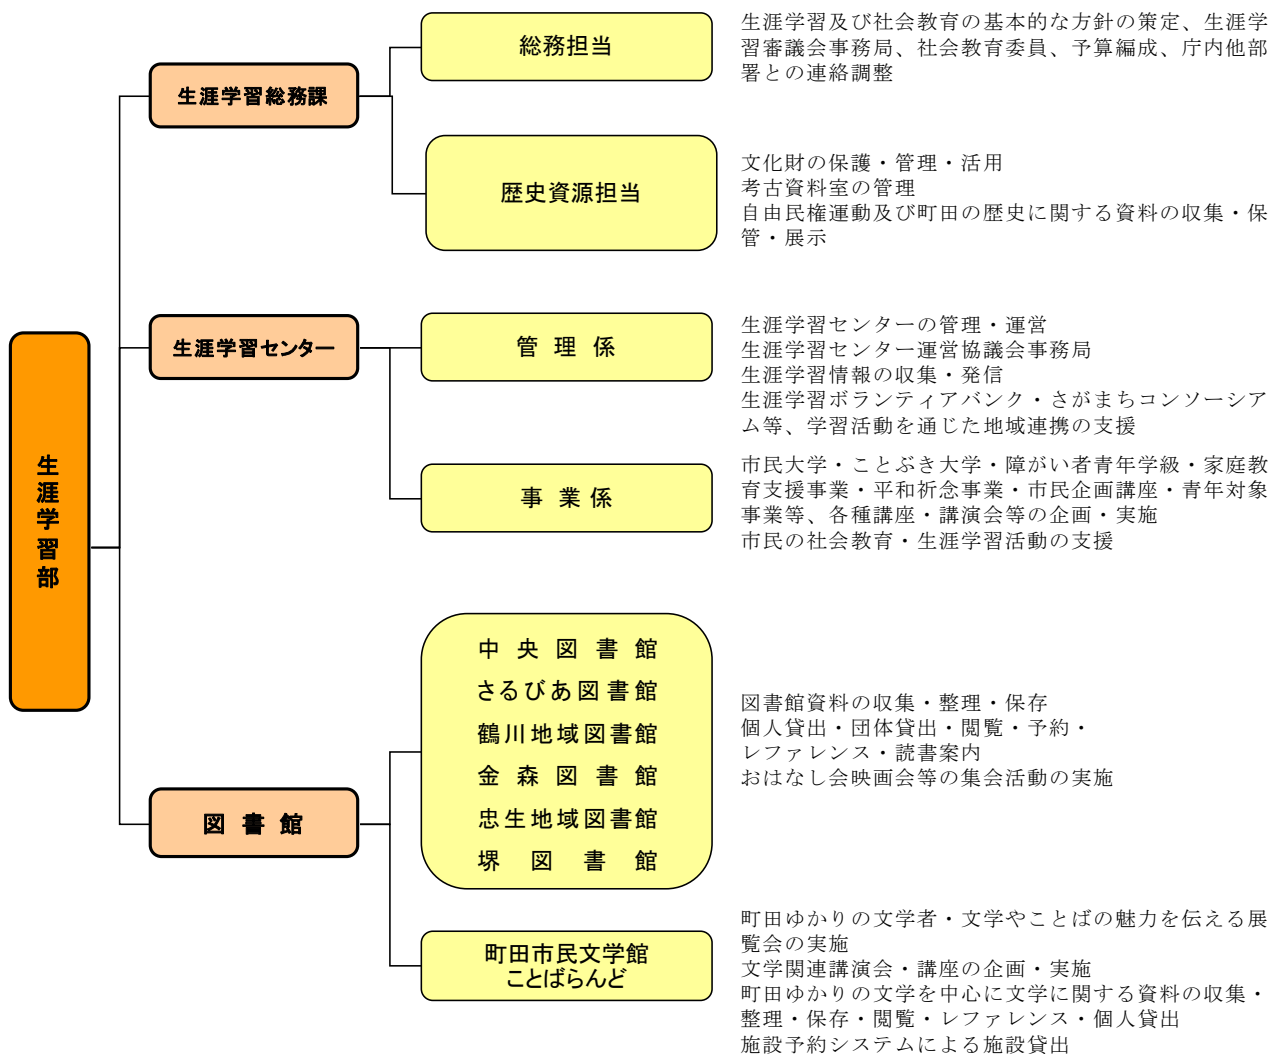 生涯学習部
生涯学習総務課
総務担当
生涯学習及び社会教育の基本的な方針の策定、生涯学
習審議会事務局、社会教育委員、予算編成、庁内他部
署との連絡調整
歴史資源担当
文化財の保護・管理・活用
考古資料室の管理
自由民権運動及び町田の歴史に関する資料の収集・保
管・展示
生涯学習センター
管理係
生涯学習センターの管理・運営
生涯学習センター運営協議会事務局
生涯学習情報の収集・発信
生涯学習ボランティアバンク・さがまちコンソーシア
ム等、学習活動を通じた地域連携の支援
事業係
市民大学・ことぶき大学・障がい者青年学級・家庭教
育支援事業・平和祈念事業・市民企画講座・青年対象
事業等、各種講座・講演会等の企画・実施
市民の社会教育・生涯学習活動の支援
図書館
中央図書館
さるびあ図書館
鶴川地域図書館
金森図書館
忠生地域図書館
堺図書館
図書館資料の収集・整理・保存
個人貸出・団体貸出・閲覧・予約・
レファレンス・読書案内
おはなし会映画会等の集会活動の実施
町田市民文学館
ことばらんど
町田ゆかりの文学者・文学やことばの魅力を伝える展
覧会の実施
文学関連講演会・講座の企画・実施
町田ゆかりの文学を中心に文学に関する資料の収集・
整理・保存・閲覧・レファレンス・個人貸出
施設予約システムによる施設貸出